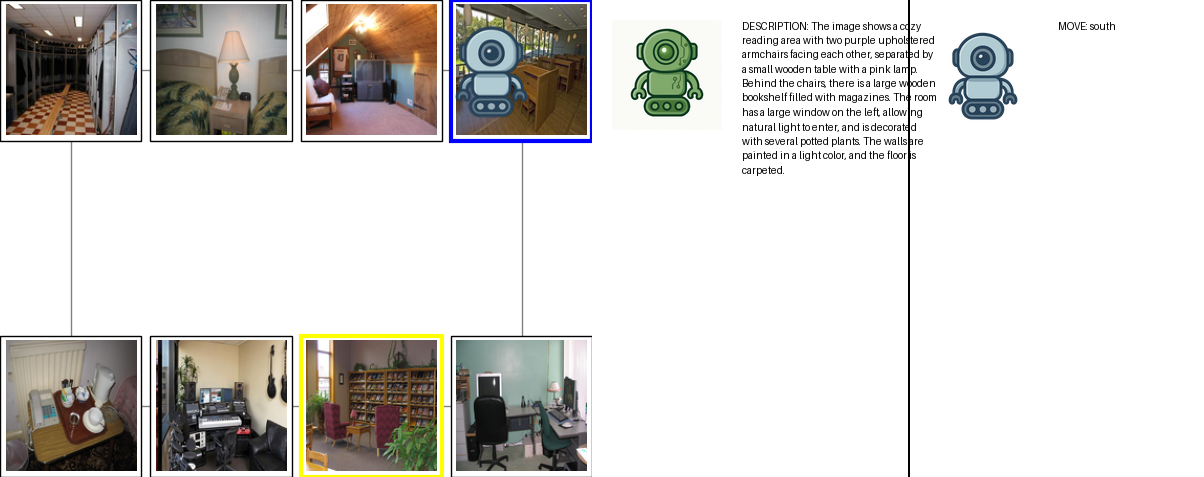 DESCRIPTION: The image shows a cozy
reading area with two purple upholstered
armchairs facing each other, separated by
a small wooden table with a pink lamp.
Behind the chairs, there is a large wooden
bookshelf filled with magazines. The room
has a large window on the left, allowing
natural light to enter, and is decorated
with several potted plants. The walls are
painted in a light color, and the floor is
carpeted.
MOVE: south